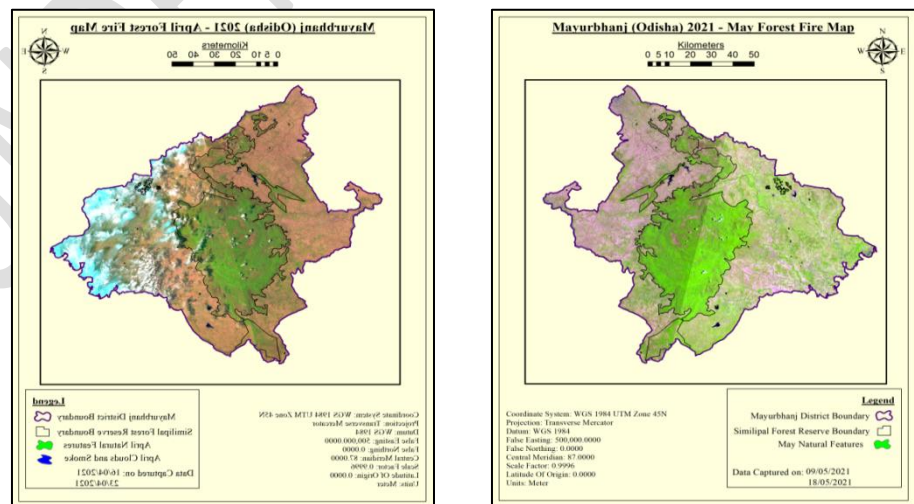 Mayurbhanj (Odisha) 2021 - April Forest Fire Map
N
W E
S
Kilometers
0 5 10 20 30 40 50
Legend
Mayurbhanj District Boundary
Similipal Forest Reserve Boundary
April Natural Features
April Clouds and Smoke
Data Captured on: 16/04/2021
23/04/2021
Coordinate System: WGS 1984 UTM Zone 45N
Projection: Transverse Mercator
Datum: WGS 1984
False Easting: 500,000.0000
False Northing: 0.0000
Central Meridian: 87.0000
Scale Factor: 0.9996
Latitude Of Origin: 0.0000
Units: Meter
Mayurbhanj (Odisha) 2021 - May Forest Fire Map
Kilometers
0 5 10 20 30 40 50
N
W E
S
Coordinate System: WGS 1984 UTM Zone 45N
Projection: Transverse Mercator
Datum: WGS 1984
False Easting: 500,000.0000
False Northing: 0.0000
Central Meridian: 87.0000
Scale Factor: 0.9996
Latitude Of Origin: 0.0000
Units: Meter
Legend
Mayurbhanj District Boundary
Similipal Forest Reserve Boundary
May Natural Features
Data Captured on: 09/05/2021
18/05/2021